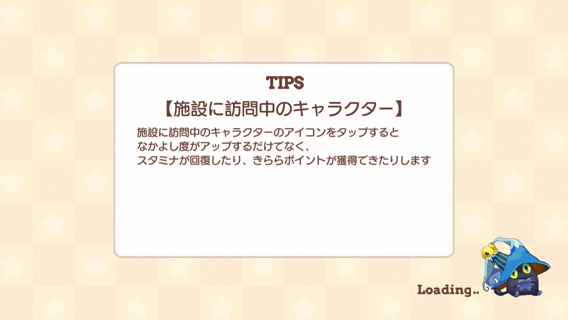 TIPS
【施設に訪問中のキャラクター】
施設に訪問中のキャラクターのアイコンをタップすると
なかよし度がアップするだけでなく、
スタミナが回復したり、きららポイントが獲得できたりします
Loading..